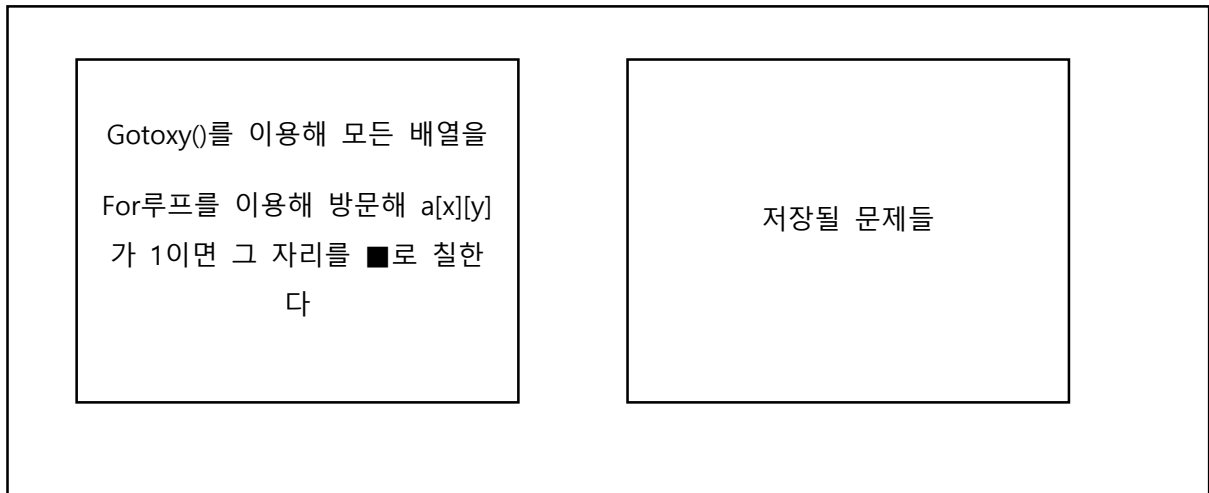 Gotoxy()를 이용해 모든 배열을
For루프를 이용해 방문해 a[x][y]
가 1이면 그 자리를 ■로 칠한
다
저장될 문제들